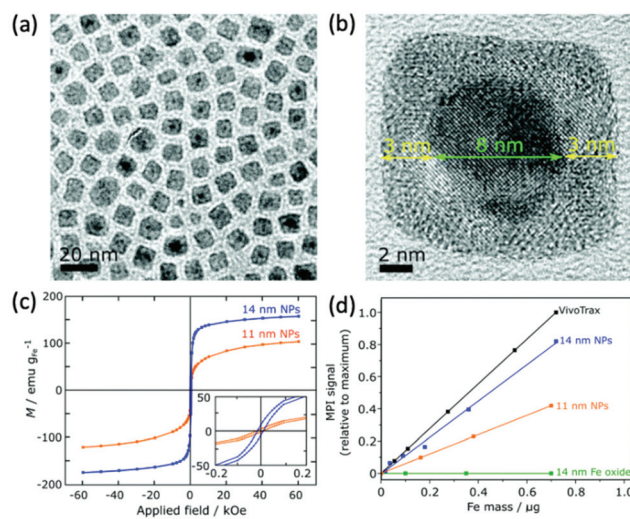 (a)
20 nm
(b)
3 nm 8 nm 3 nm
2 nm
(c)
200
100
0
-100
-200
M / emu gFe⁻¹
14 nm NPs
11 nm NPs
50
0
-50
-0.2 0 0.2
-60 -40 -20 0 20 40 60
Applied field / kOe
(d)
1.0
0.8
0.6
0.4
0.2
0
MPI signal
(relative to maximum)
VivoTrax
14 nm NPs
11 nm NPs
14 nm Fe oxide
0 0.2 0.4 0.6 0.8 1.0
Fe mass / µg